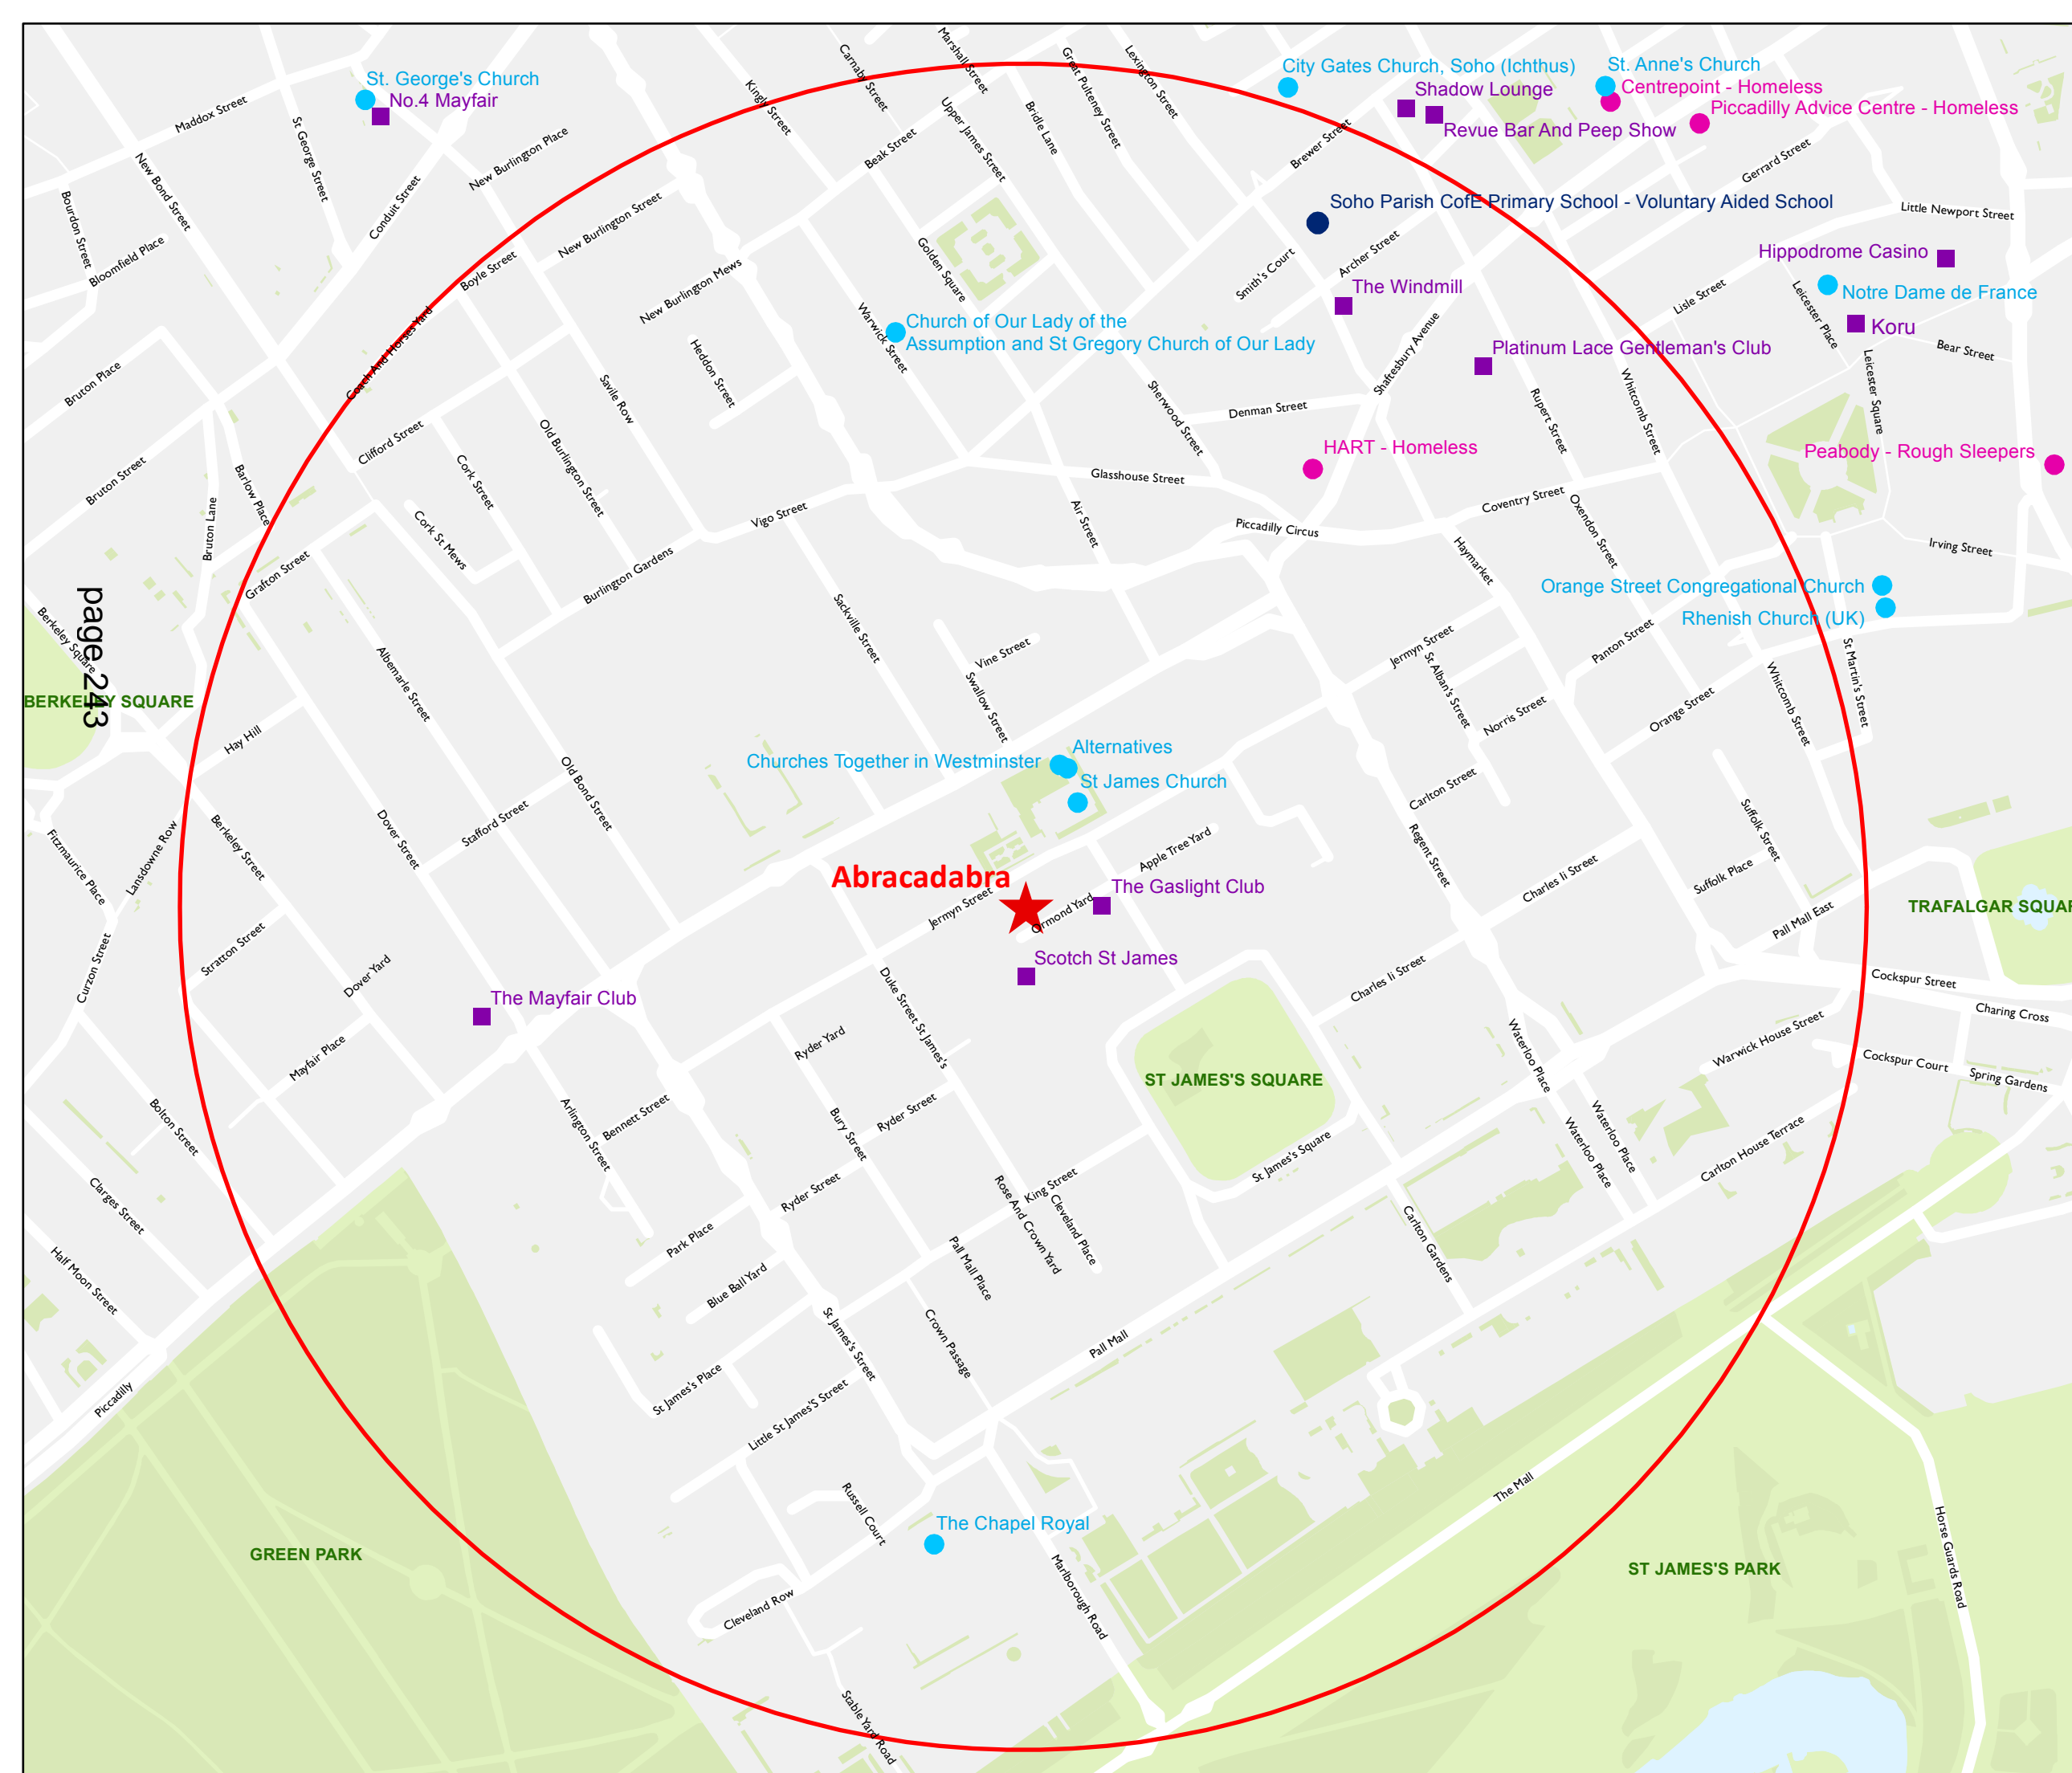 St. George's Church
No.4 Mayfair
City Gates Church, Soho (Ichthus)
St. Anne's Church
Shadow Lounge
Centrepoint - Homeless
Piccadilly Advice Centre - Homeless
Revue Bar And Peep Show
Maddox Street
New Bond Street
St George Street
Conduit Street
New Burlington Place
Kingly Street
Carnaby Street
Marshall Street
Upper James Street
Beak Street
Bridle Lane
Great Pulteney Street
Lexington Street
Brewer Street
Gerrard Street
Little Newport Street
Soho Parish CofE Primary School - Voluntary Aided School
Bourdon Street
Bloomfield Place
Boyle Street
New Burlington Street
New Burlington Mews
Golden Square
Smith's Court
Archer Street
Hippodrome Casino
Notre Dame de France
Koru
The Windmill
Lisle Street
Leicester Place
Bear Street
Leicester Square
Church of Our Lady of the
Assumption and St Gregory Church of Our Lady
Warwick Street
Coach And Horses Yard
Heddon Street
Savile Row
Bruton Place
Platinum Lace Gentleman's Club
Shaftesbury Avenue
Sherwood Street
Denman Street
Rupert Street
Whitcomb Street
Clifford Street
Cork Street
Old Burlington Street
HART - Homeless
Peabody - Rough Sleepers
Bruton Street
Barlow Place
Bruton Lane
Glasshouse Street
Air Street
Vigo Street
Piccadilly Circus
Coventry Street
Oxendon Street
Haymarket
Irving Street
Cork St Mews
Grafton Street
Burlington Gardens
Sackville Street
Orange Street Congregational Church
Rhenish Church (UK)
page 243
Berkeley Square
BERKELEY SQUARE
Albemarle Street
Vine Street
Swallow Street
Jermyn Street
St Alban's Street
Norris Street
Panton Street
Orange Street
Whitcomb Street
St Martin's Street
Hay Hill
Old Bond Street
Churches Together in Westminster
Alternatives
St James Church
Carlton Street
Regent Street
Suffolk Street
Fitzmaurice Place
Lansdowne Row
Berkeley Street
Dover Street
Stafford Street
Abracadabra
Jermyn Street
Ormond Yard
Apple Tree Yard
The Gaslight Club
Charles Ii Street
Suffolk Place
Pall Mall East
TRAFALGAR SQUAR
Curzon Street
Stratton Street
Dover Yard
The Mayfair Club
Scotch St James
Duke Street St James's
Charles Ii Street
Cockspur Street
Charing Cross
Mayfair Place
Ryder Yard
ST JAMES'S SQUARE
Waterloo Place
Warwick House Street
Cockspur Court
Spring Gardens
Bolton Street
Arlington Street
Bennett Street
Bury Street
Ryder Street
St James's Square
Waterloo Place
Waterloo Place
Carlton House Terrace
Clarges Street
Half Moon Street
Park Place
Ryder Street
King Street
Rose And Crown Yard
Cleveland Place
Carlton Gardens
Blue Ball Yard
Pall Mall Place
St James's Street
Crown Passage
Pall Mall
Piccadilly
St James's Place
Little St James'S Street
The Mall
Russell Court
The Chapel Royal
GREEN PARK
ST JAMES'S PARK
Horse Guards Road
Marlborough Road
Cleveland Row
Stable Yard Road